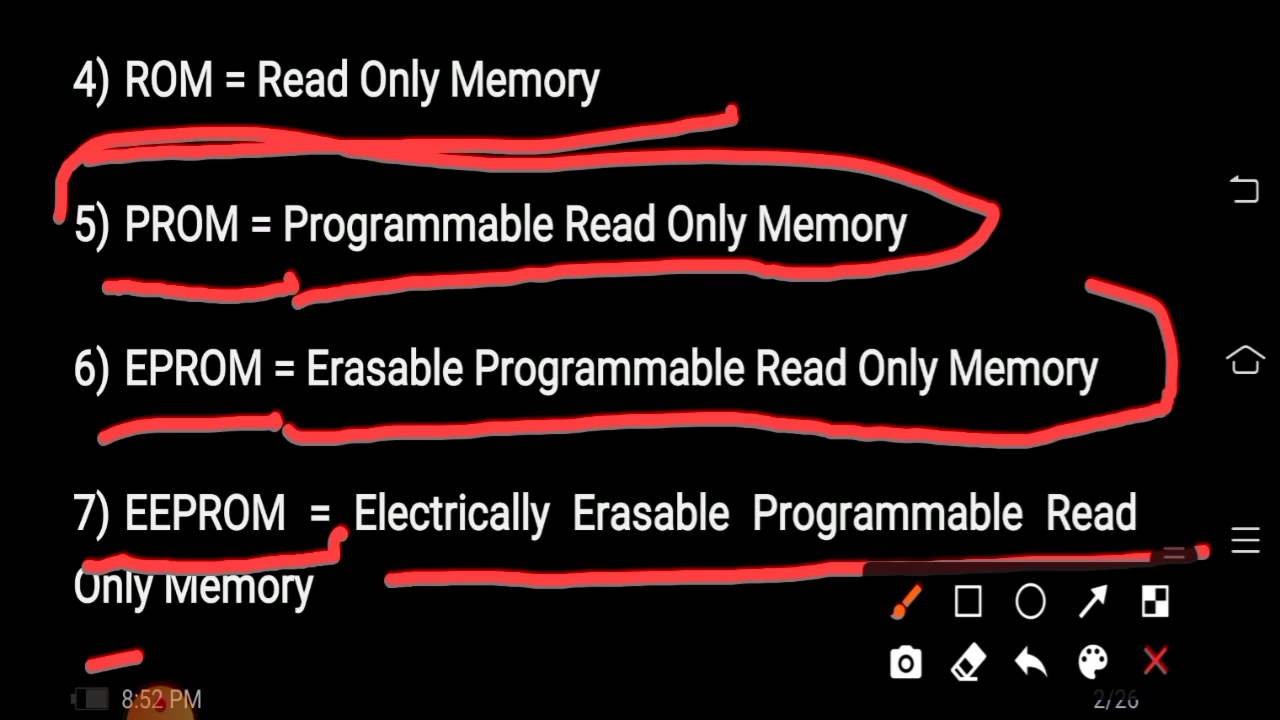 4) ROM = Read Only Memory
5) PROM = Programmable Read Only Memory
6) EPROM = Erasable Programmable Read Only Memory
7) EEPROM = Electrically Erasable Programmable Read
Only Memory
8:52 PM
2/26